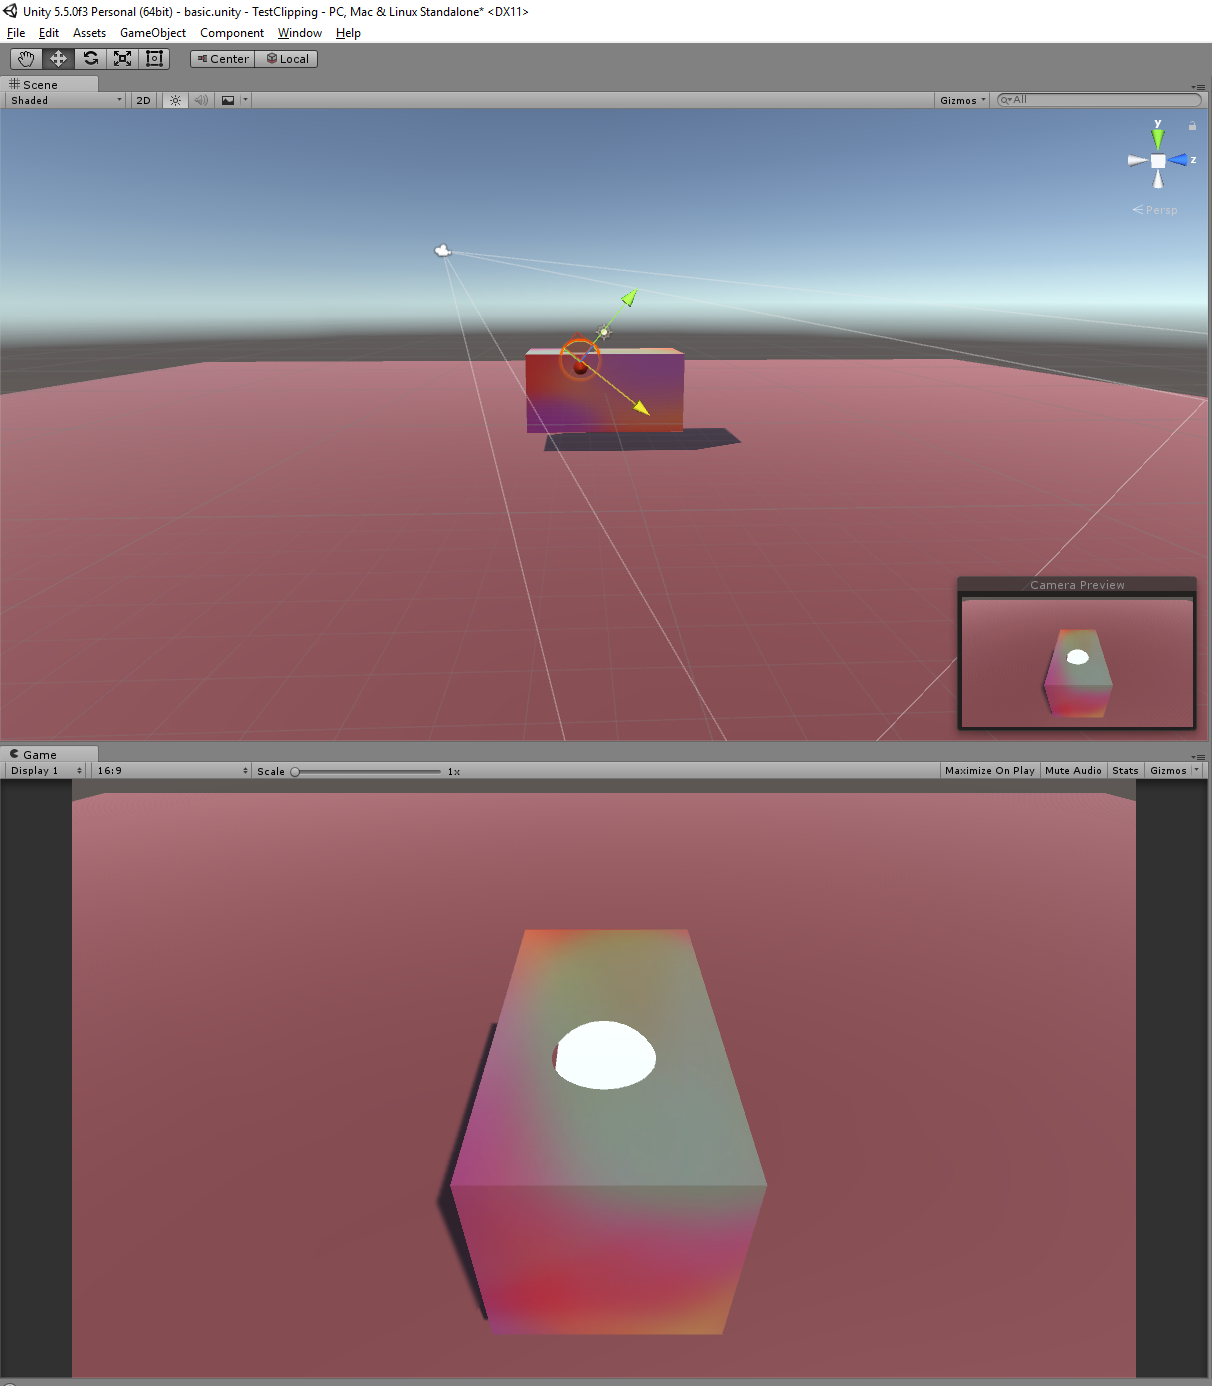 Unity 5.5.0f3 Personal (64bit) - basic.unity - TestClipping - PC, Mac & Linux Standalone* <DX11>
File Edit Assets GameObject Component Window Help
Center Local
Scene
Shaded 2D Gizmos All
y
z
Persp
Camera Preview
Game
Display 1 16:9 Scale 1x Maximize On Play Mute Audio Stats Gizmos